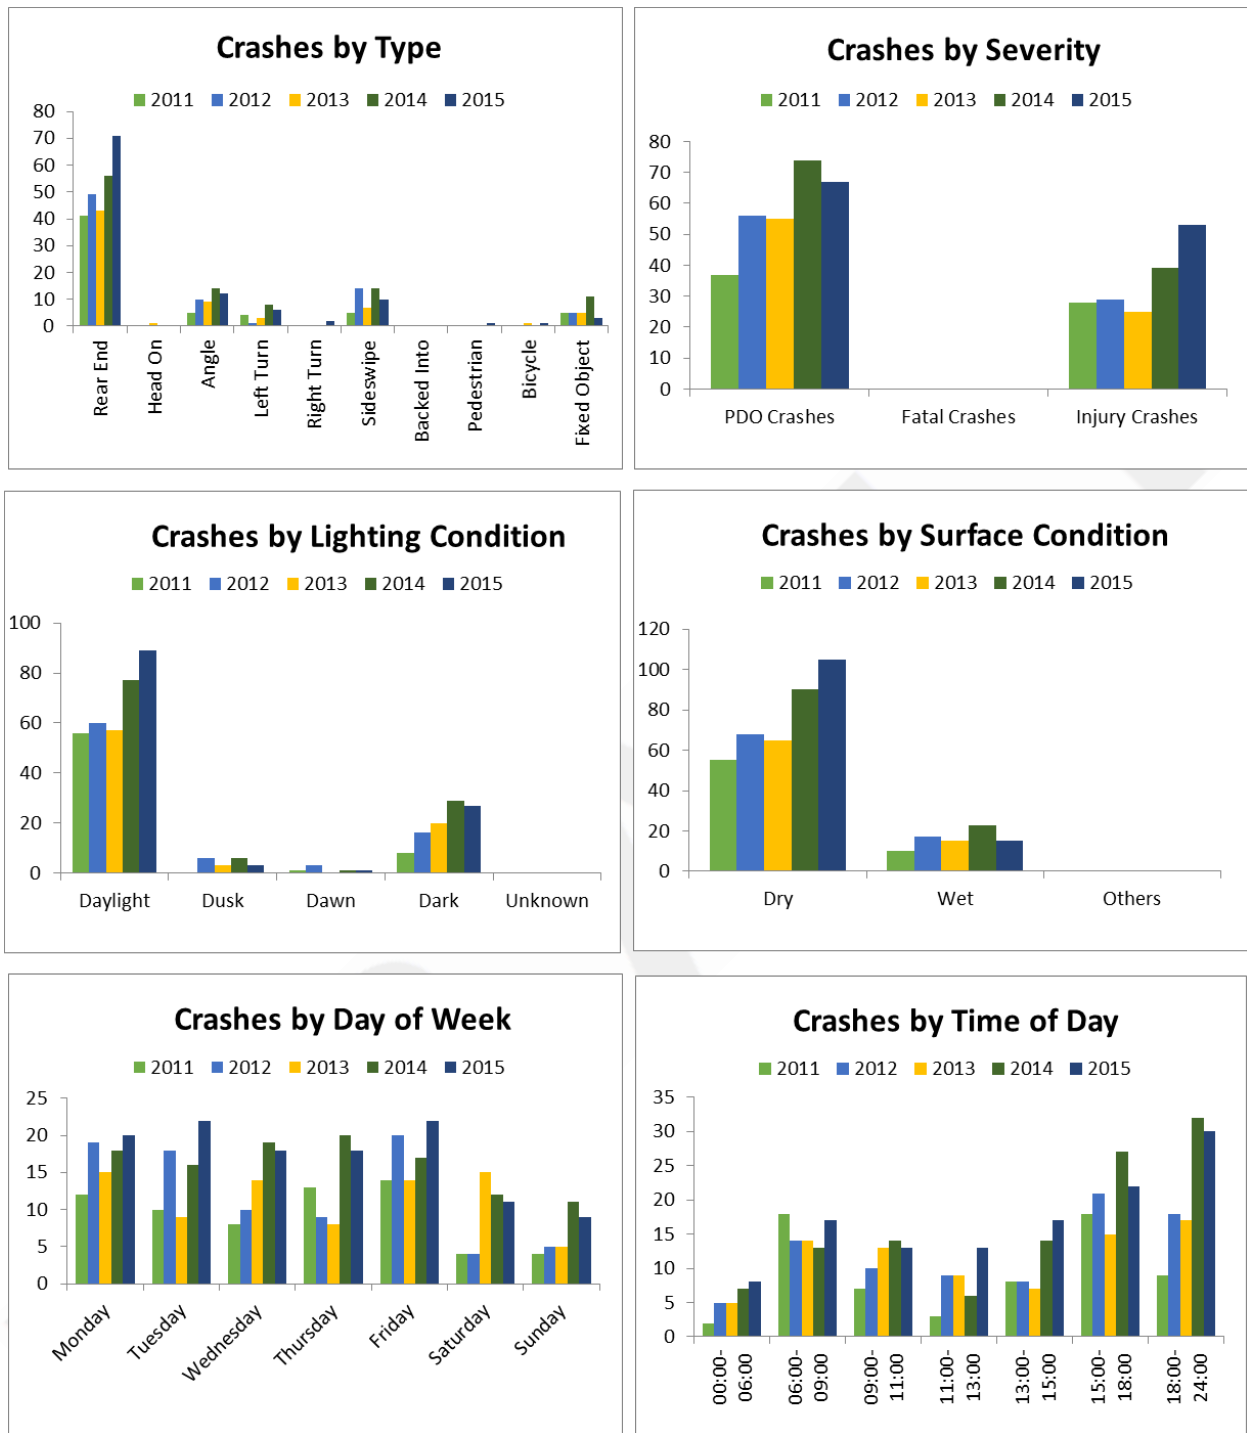 Crashes by Type
2011 2012 2013 2014 2015
80
70
60
50
40
30
20
10
0
Rear End
Head On
Angle
Left Turn
Right Turn
Sideswipe
Backed Into
Pedestrian
Bicycle
Fixed Object
Crashes by Severity
2011 2012 2013 2014 2015
80
70
60
50
40
30
20
10
0
PDO Crashes Fatal Crashes Injury Crashes
Crashes by Lighting Condition
2011 2012 2013 2014 2015
100
80
60
40
20
0
Daylight Dusk Dawn Dark Unknown
Crashes by Surface Condition
2011 2012 2013 2014 2015
120
100
80
60
40
20
0
Dry Wet Others
Crashes by Day of Week
2011 2012 2013 2014 2015
25
20
15
10
5
0
Monday
Tuesday
Wednesday
Thursday
Friday
Saturday
Sunday
Crashes by Time of Day
2011 2012 2013 2014 2015
35
30
25
20
15
10
5
0
00:00-
06:00
06:00-
09:00
09:00-
11:00
11:00-
13:00
13:00-
15:00
15:00-
18:00
18:00-
24:00